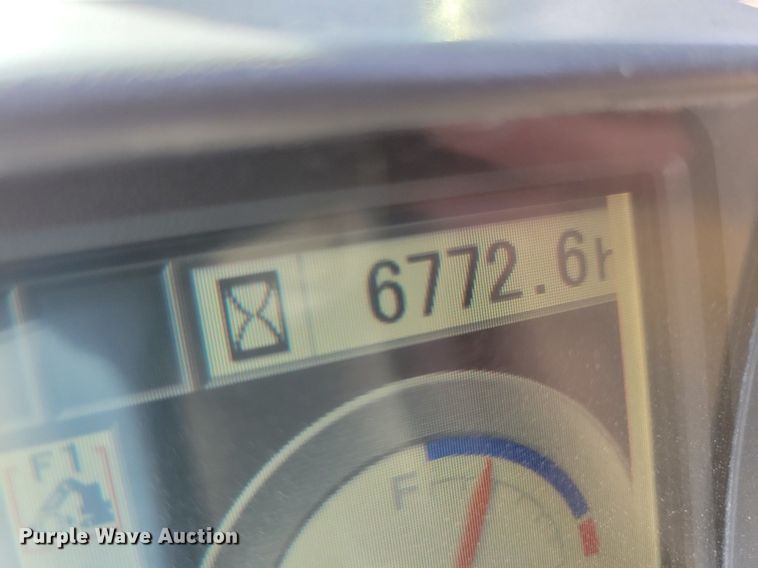 6772.6h
F1
F
Purple Wave Auction